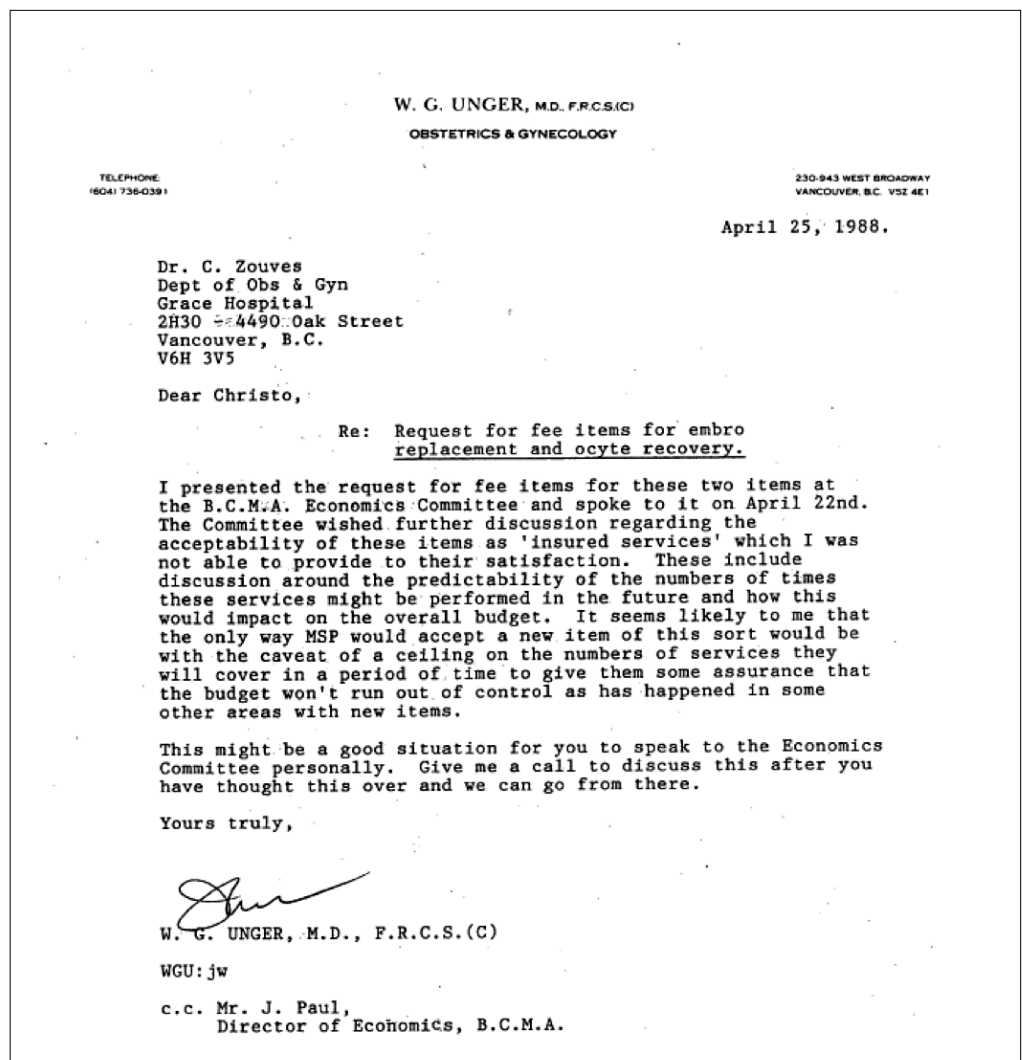 W. G. UNGER, M.D., F.R.C.S.(C)
OBSTETRICS & GYNECOLOGY
TELEPHONE:
(604) 736-0391
230-943 WEST BROADWAY
VANCOUVER, B.C. V5Z 4E1
April 25, 1988.
Dr. C. Zouves
Dept of Obs & Gyn
Grace Hospital
2H30 - 4490 Oak Street
Vancouver, B.C.
V6H 3V5
Dear Christo,
Re: Request for fee items for embro
replacement and ocyte recovery.
I presented the request for fee items for these two items at
the B.C.M.A. Economics Committee and spoke to it on April 22nd.
The Committee wished further discussion regarding the
acceptability of these items as 'insured services' which I was
not able to provide to their satisfaction. These include
discussion around the predictability of the numbers of times
these services might be performed in the future and how this
would impact on the overall budget. It seems likely to me that
the only way MSP would accept a new item of this sort would be
with the caveat of a ceiling on the numbers of services they
will cover in a period of time to give them some assurance that
the budget won't run out of control as has happened in some
other areas with new items.
This might be a good situation for you to speak to the Economics
Committee personally. Give me a call to discuss this after you
have thought this over and we can go from there.
Yours truly,
W. G. UNGER, M.D., F.R.C.S.(C)
WGU:jw
c.c. Mr. J. Paul,
Director of Economics, B.C.M.A.